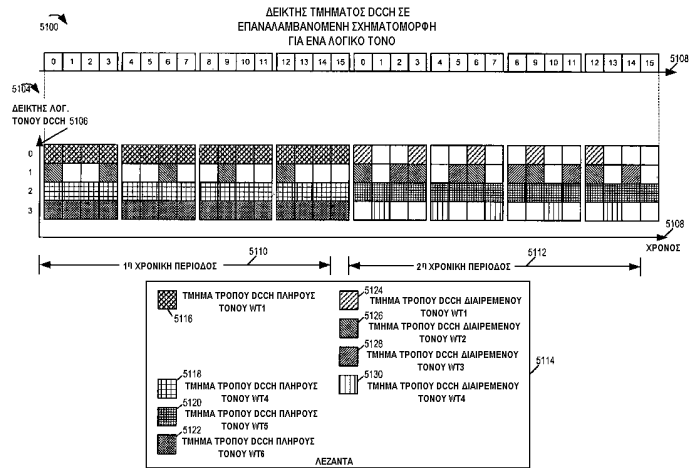 5100
ΔΕΙΚΤΗΣ ΤΜΗΜΑΤΟΣ DCCH ΣΕ
ΕΠΑΝΑΛΑΜΒΑΝΟΜΕΝΗ ΣΧΗΜΑΤΟΜΟΡΦΗ
ΓΙΑ ΕΝΑ ΛΟΓΙΚΟ ΤΟΝΟ
0 1 2 3 4 5 6 7 8 9 10 11 12 13 14 15 0 1 2 3 4 5 6 7 8 9 10 11 12 13 14 15
5108
5104
ΔΕΙΚΤΗΣ ΛΟΓ.
ΤΟΝΟΥ DCCH
5106
0
1
2
3
5108
ΧΡΟΝΟΣ
5110
1η ΧΡΟΝΙΚΗ ΠΕΡΙΟΔΟΣ
5112
2η ΧΡΟΝΙΚΗ ΠΕΡΙΟΔΟΣ
ΤΜΗΜΑ ΤΡΟΠΟΥ DCCH ΠΛΗΡΟΥΣ
ΤΟΝΟΥ WT1
5116
5118
ΤΜΗΜΑ ΤΡΟΠΟΥ DCCH ΠΛΗΡΟΥΣ
ΤΟΝΟΥ WT4
5120
ΤΜΗΜΑ ΤΡΟΠΟΥ DCCH ΠΛΗΡΟΥΣ
ΤΟΝΟΥ WT5
5122
ΤΜΗΜΑ ΤΡΟΠΟΥ DCCH ΠΛΗΡΟΥΣ
ΤΟΝΟΥ WT6
5124
ΤΜΗΜΑ ΤΡΟΠΟΥ DCCH ΔΙΑΙΡΕΜΕΝΟΥ
ΤΟΝΟΥ WT1
5126
ΤΜΗΜΑ ΤΡΟΠΟΥ DCCH ΔΙΑΙΡΕΜΕΝΟΥ
ΤΟΝΟΥ WT2
5128
ΤΜΗΜΑ ΤΡΟΠΟΥ DCCH ΔΙΑΙΡΕΜΕΝΟΥ
ΤΟΝΟΥ WT3
5130
ΤΜΗΜΑ ΤΡΟΠΟΥ DCCH ΔΙΑΙΡΕΜΕΝΟΥ
ΤΟΝΟΥ WT4
5114
ΛΕΖΑΝΤΑ